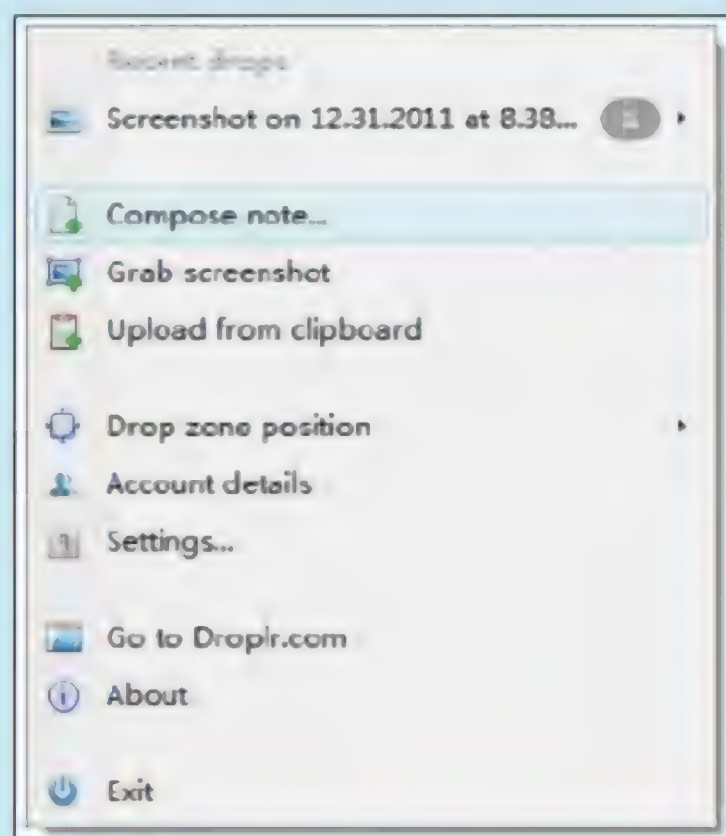 Recent drops
Screenshot on 12.31.2011 at 8.38...
Compose note...
Grab screenshot
Upload from clipboard
Drop zone position
Account details
Settings...
Go to Droplr.com
About
Exit